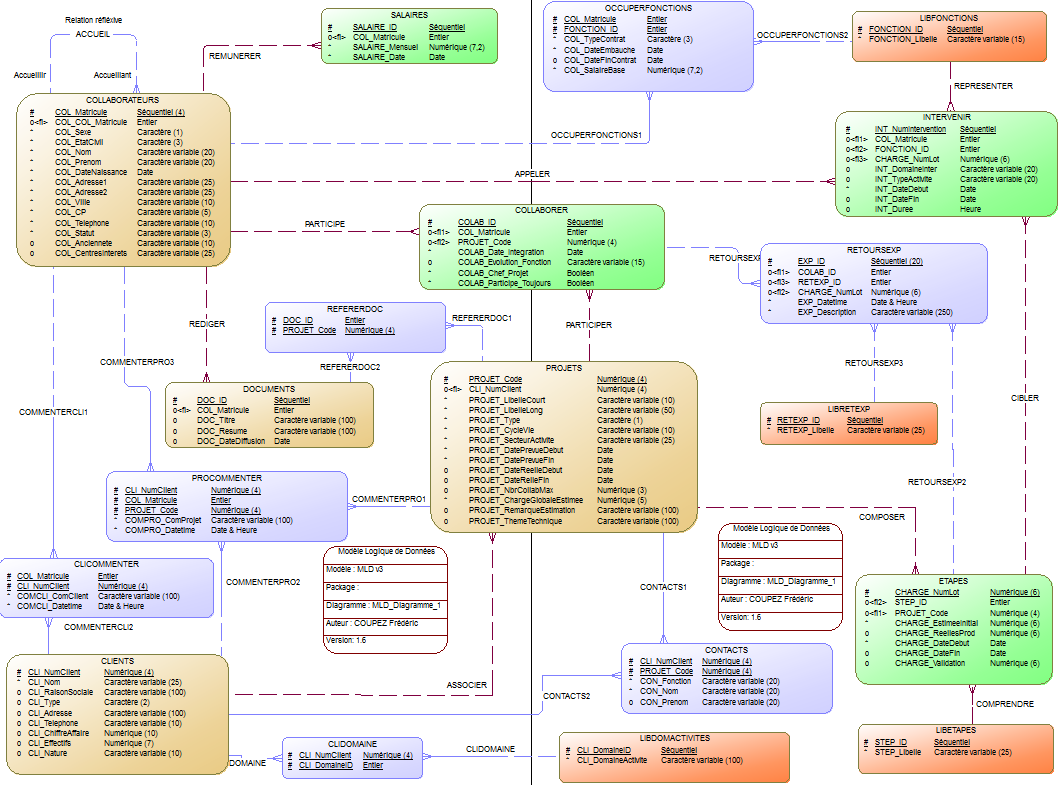 Relation réfléxive
ACCUEIL
Accueillir
Accueillant
COLLABORATEURS
# COL_Matricule Séquentiel (4)
o<fi> COL_COL_Matricule Entier
* COL_Sexe Caractère (1)
* COL_EtatCivil Caractère (3)
* COL_Nom Caractère variable (20)
* COL_Prenom Caractère variable (20)
* COL_DateNaissance Date
* COL_Adresse1 Caractère variable (25)
* COL_Adresse2 Caractère variable (25)
* COL_Ville Caractère variable (10)
* COL_CP Caractère variable (5)
* COL_Telephone Caractère variable (10)
* COL_Statut Caractère variable (3)
o COL_Anciennete Caractère variable (10)
o COL_CentresInterets Caractère variable (25)
REMUNERER
SALAIRES
# SALAIRE_ID Séquentiel
o<fi> COL_Matricule Entier
* SALAIRE_Mensuel Numérique (7,2)
* SALAIRE_Date Date
OCCUPERFONCTIONS
# COL_Matricule Entier
# FONCTION_ID Entier
* COL_TypeContrat Caractère (3)
* COL_DateEmbauche Date
o COL_DateFinContrat Date
* COL_SalaireBase Numérique (7,2)
OCCUPERFONCTIONS2
OCCUPERFONCTIONS1
LIBFONCTIONS
# FONCTION_ID Séquentiel
* FONCTION_Libelle Caractère variable (15)
REPRESENTER
INTERVENIR
# INT_NumIntervention Séquentiel
o<fi1> COL_Matricule Entier
o<fi2> FONCTION_ID Entier
o<fi3> CHARGE_NumLot Numérique (6)
o INT_DomaineInter Caractère variable (20)
o INT_TypeActivite Caractère variable (20)
* INT_DateDebut Date
o INT_DateFin Date
o INT_Duree Heure
APPELER
PARTICIPE
COLLABORER
# COLAB_ID Séquentiel
o<fi1> COL_Matricule Entier
o<fi2> PROJET_Code Numérique (4)
* COLAB_Date_Integration Date
o COLAB_Evolution_Fonction Caractère variable (15)
* COLAB_Chef_Projet Booléen
* COLAB_Participe_Toujours Booléen
RETOURSEXP
RETOURSEXP
# EXP_ID Séquentiel (20)
o<fi1> COLAB_ID Entier
o<fi3> RETEXP_ID Entier
o<fi2> CHARGE_NumLot Numérique (6)
* EXP_Datetime Date & Heure
* EXP_Description Caractère variable (250)
REDIGER
REFERERDOC
# DOC_ID Entier
# PROJET_Code Numérique (4)
REFERERDOC1
REFERERDOC2
PARTICIPER
COMMENTERPRO3
DOCUMENTS
# DOC_ID Séquentiel
o<fi> COL_Matricule Entier
o DOC_Titre Caractère variable (100)
o DOC_Resume Caractère variable (100)
o DOC_DateDiffusion Date
COMMENTERCLI1
PROJETS
# PROJET_Code Numérique (4)
o<fi> CLI_NumClient Numérique (4)
* PROJET_LibelleCourt Caractère variable (10)
* PROJET_LibelleLong Caractère variable (50)
* PROJET_Type Caractère (1)
* PROJET_CycleVie Caractère variable (10)
* PROJET_SecteurActivite Caractère variable (25)
* PROJET_DatePrevueDebut Date
* PROJET_DatePrevueFin Date
o PROJET_DateReelleDebut Date
o PROJET_DateRelleFin Date
o PROJET_NbrCollabMax Numérique (3)
* PROJET_ChargeGlobaleEstimee Numérique (5)
o PROJET_RemarqueEstimation Caractère variable (100)
o PROJET_ThemeTechnique Caractère variable (100)
RETOURSEXP3
CIBLER
LIBRETEXP
# RETEXP_ID Séquentiel
* RETEXP_Libelle Caractère variable (25)
RETOURSEXP2
PROCOMMENTER
# CLI_NumClient Numérique (4)
# COL_Matricule Entier
# PROJET_Code Numérique (4)
* COMPRO_ComProjet Caractère variable (100)
* COMPRO_Datetime Date & Heure
COMMENTERPRO1
COMPOSER
CLICOMMENTER
# COL_Matricule Entier
# CLI_NumClient Numérique (4)
* COMCLI_ComClient Caractère variable (100)
* COMCLI_Datetime Date & Heure
COMMENTERCLI2
COMMENTERPRO2
Modèle Logique de Données
Modèle : MLD v3
Package :
Diagramme : MLD_Diagramme_1
Auteur : COUPEZ Frédéric
Version: 1.6
Modèle Logique de Données
Modèle : MLD v3
Package :
Diagramme : MLD_Diagramme_1
Auteur : COUPEZ Frédéric
Version: 1.6
CONTACTS1
ETAPES
# CHARGE_NumLot Numérique (6)
o<fi2> STEP_ID Entier
o<fi1> PROJET_Code Numérique (4)
* CHARGE_EstimeeInitial Numérique (6)
o CHARGE_ReellesProd Numérique (6)
* CHARGE_DateDebut Date
o CHARGE_DateFin Date
o CHARGE_Validation Numérique (6)
CLIENTS
# CLI_NumClient Numérique (4)
* CLI_Nom Caractère variable (25)
o CLI_RaisonSociale Caractère variable (100)
o CLI_Type Caractère (2)
o CLI_Adresse Caractère variable (100)
o CLI_Telephone Caractère variable (10)
o CLI_ChiffreAffaire Numérique (10)
o CLI_Effectifs Numérique (7)
o CLI_Nature Caractère variable (10)
ASSOCIER
CONTACTS2
CONTACTS
# CLI_NumClient Numérique (4)
# PROJET_Code Numérique (4)
* CON_Fonction Caractère variable (20)
* CON_Nom Caractère variable (20)
o CON_Prenom Caractère variable (20)
COMPRENDRE
DOMAINE
CLIDOMAINE
# CLI_NumClient Numérique (4)
# CLI_DomaineID Entier
CLIDOMAINE
LIBDOMACTIVITES
# CLI_DomaineID Séquentiel
* CLI_DomaineActivite Caractère variable (100)
LIBETAPES
# STEP_ID Séquentiel
* STEP_Libelle Caractère variable (25)